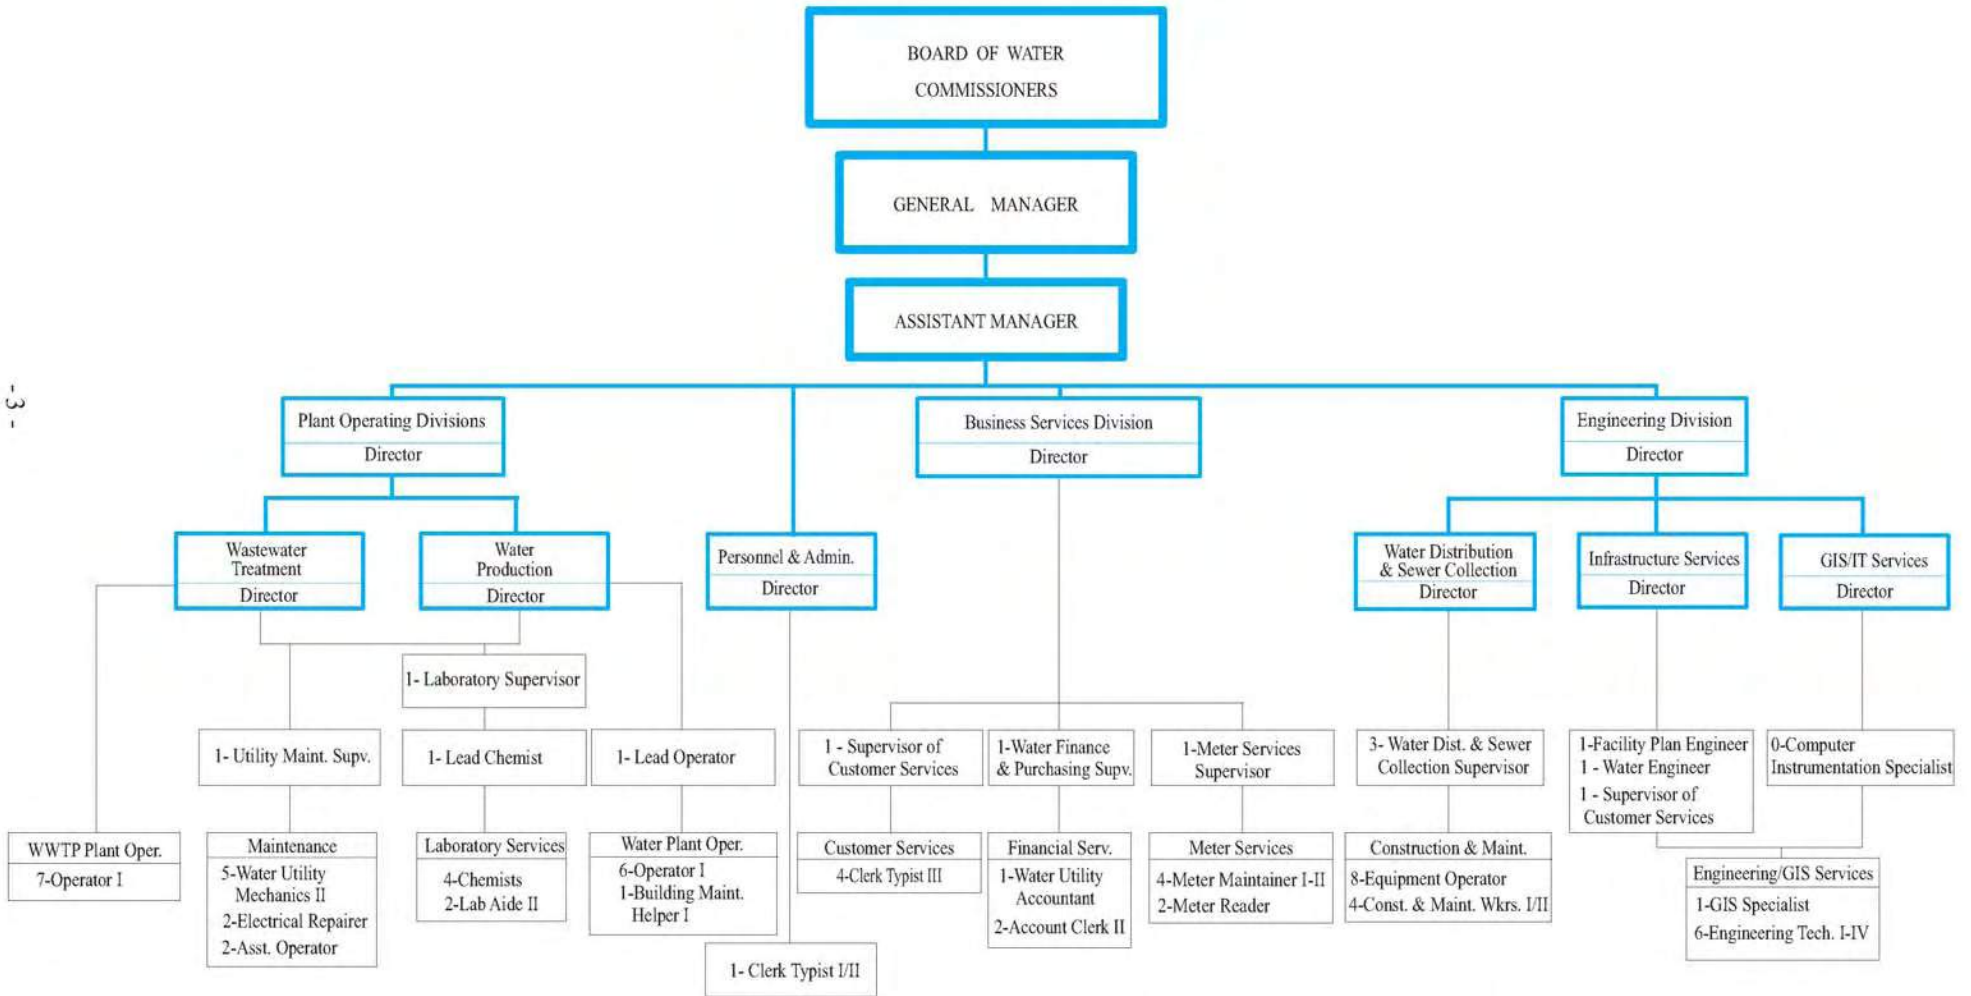 BOARD OF WATER
COMMISSIONERS
GENERAL MANAGER
ASSISTANT MANAGER
- 3 -
Plant Operating Divisions
Director
Business Services Division
Director
Engineering Division
Director
Wastewater
Treatment
Director
Water
Production
Director
Personnel & Admin.
Director
Water Distribution
& Sewer Collection
Director
Infrastructure Services
Director
GIS/IT Services
Director
1- Laboratory Supervisor
1- Utility Maint. Supv.
1- Lead Chemist
1- Lead Operator
1 - Supervisor of
Customer Services
1-Water Finance
& Purchasing Supv.
1-Meter Services
Supervisor
3- Water Dist. & Sewer
Collection Supervisor
1-Facility Plan Engineer
1 - Water Engineer
1 - Supervisor of
Customer Services
0-Computer
Instrumentation Specialist
WWTP Plant Oper.
7-Operator I
Maintenance
5-Water Utility
Mechanics II
2-Electrical Repairer
2-Asst. Operator
Laboratory Services
4-Chemists
2-Lab Aide II
Water Plant Oper.
6-Operator I
1-Building Maint.
Helper I
Customer Services
4-Clerk Typist III
Financial Serv.
1-Water Utility
Accountant
2-Account Clerk II
Meter Services
4-Meter Maintainer I-II
2-Meter Reader
Construction & Maint.
8-Equipment Operator
4-Const. & Maint. Wkrs. I/II
Engineering/GIS Services
1-GIS Specialist
6-Engineering Tech. I-IV
1- Clerk Typist I/II